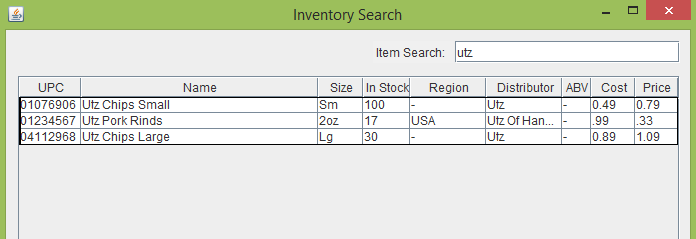 Inventory Search
Item Search: utz
UPC Name Size In Stock Region Distributor ABV Cost Price
01076906 Utz Chips Small Sm 100 - Utz - 0.49 0.79
01234567 Utz Pork Rinds 2oz 17 USA Utz Of Han... - .99 .33
04112968 Utz Chips Large Lg 30 - Utz - 0.89 1.09